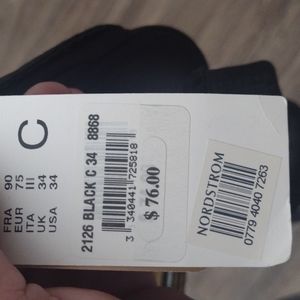 C
FRA 90
EUR 75
ITA III
UK 34
USA 34
2126 BLACK C 34 8868
3 340441 725818
$ 76.00
NORDSTROM
0779 4040 7263